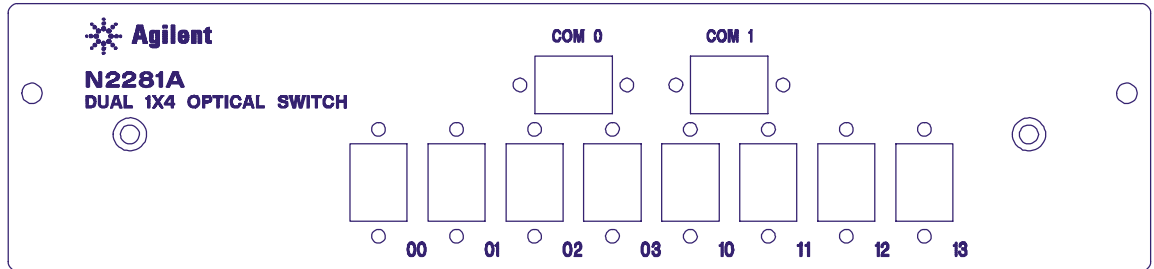 Agilent
COM 0 COM 1
N2281A
DUAL 1X4 OPTICAL SWITCH
00 01 02 03 10 11 12 13